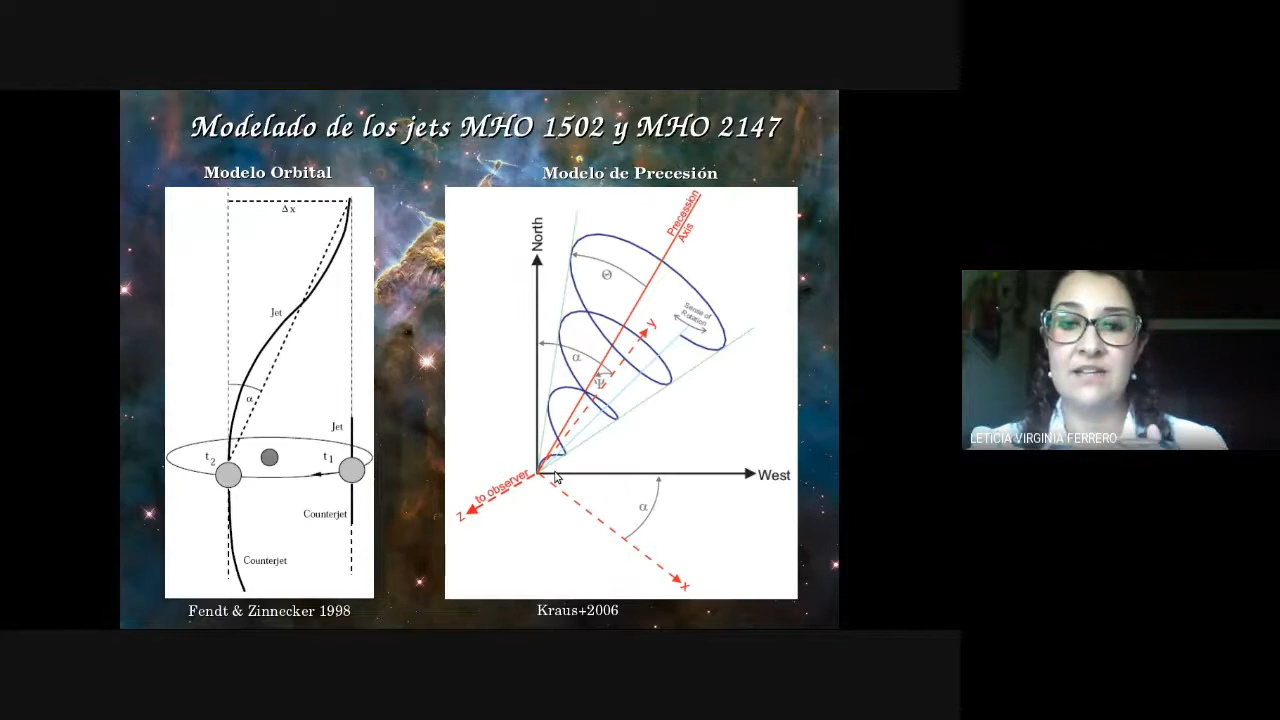 Modelado de los jets MHO 1502 y MHO 2147
Modelo Orbital
Δx
Jet
α
t2
t1
Jet
Counterjet
Counterjet
Fendt & Zinnecker 1998
Modelo de Precesión
Precession
Axis
North
Θ
Sense of
Rotation
y
α
Ψ
West
to observer
z
α
x
Kraus+2006
LETICIA VIRGINIA FERRERO